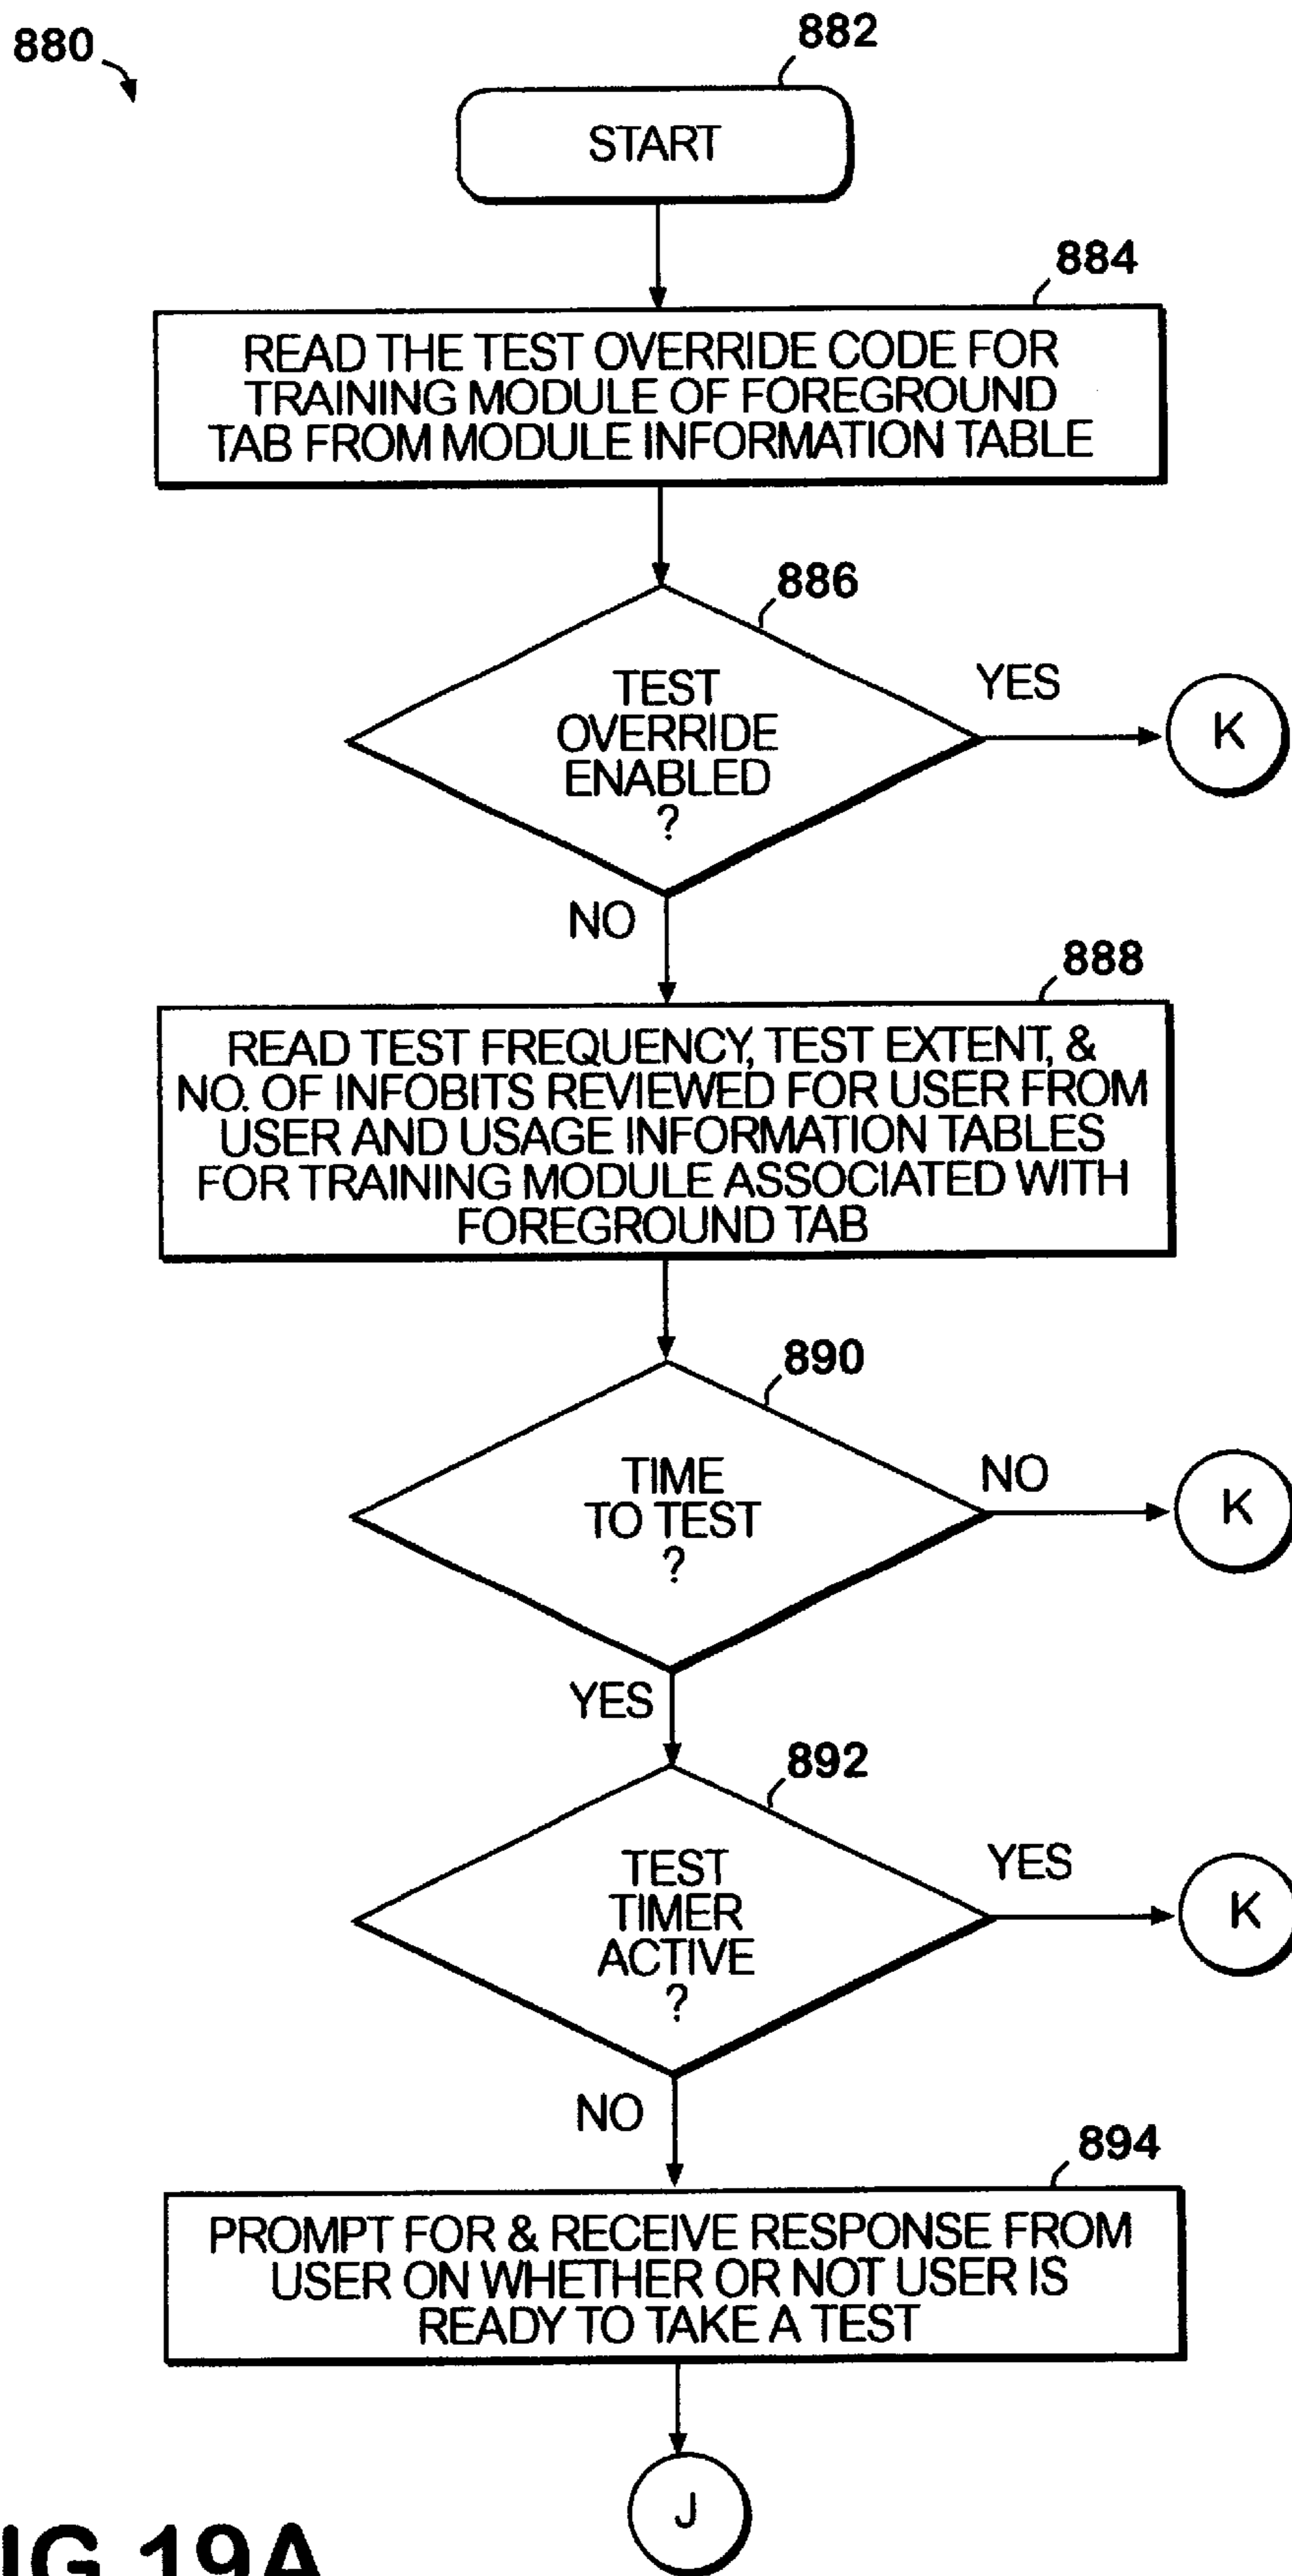 880
882
START
884
READ THE TEST OVERRIDE CODE FOR
TRAINING MODULE OF FOREGROUND
TAB FROM MODULE INFORMATION TABLE
886
TEST
OVERRIDE
ENABLED
?
YES
K
NO
888
READ TEST FREQUENCY, TEST EXTENT, &
NO. OF INFOBITS REVIEWED FOR USER FROM
USER AND USAGE INFORMATION TABLES
FOR TRAINING MODULE ASSOCIATED WITH
FOREGROUND TAB
890
TIME
TO TEST
?
NO
K
YES
892
TEST
TIMER
ACTIVE
?
YES
K
NO
894
PROMPT FOR & RECEIVE RESPONSE FROM
USER ON WHETHER OR NOT USER IS
READY TO TAKE A TEST
J
IG 19A